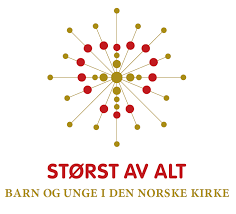 STØRST AV ALT
BARN OG UNGE I DEN NORSKE KIRKE